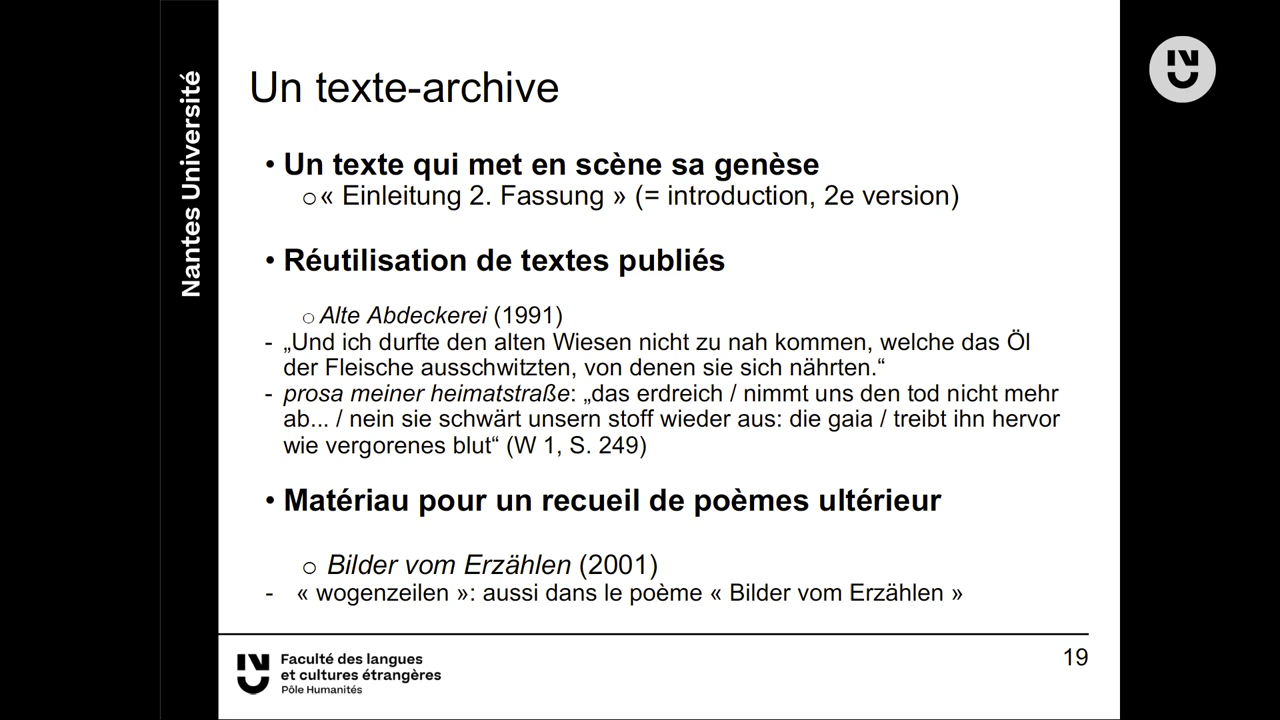 Nantes Université
Un texte-archive
• Un texte qui met en scène sa genèse
o « Einleitung 2. Fassung » (= introduction, 2e version)
• Réutilisation de textes publiés
o Alte Abdeckerei (1991)
- „Und ich durfte den alten Wiesen nicht zu nah kommen, welche das Öl
der Fleische ausschwitzten, von denen sie sich nährten.“
- prosa meiner heimatstraße: „das erdreich / nimmt uns den tod nicht mehr
ab... / nein sie schwärt unsern stoff wieder aus: die gaia / treibt ihn hervor
wie vergorenes blut“ (W 1, S. 249)
• Matériau pour un recueil de poèmes ultérieur
o Bilder vom Erzählen (2001)
- « wogenzeilen »: aussi dans le poème « Bilder vom Erzählen »
Faculté des langues
et cultures étrangères
Pôle Humanités
19